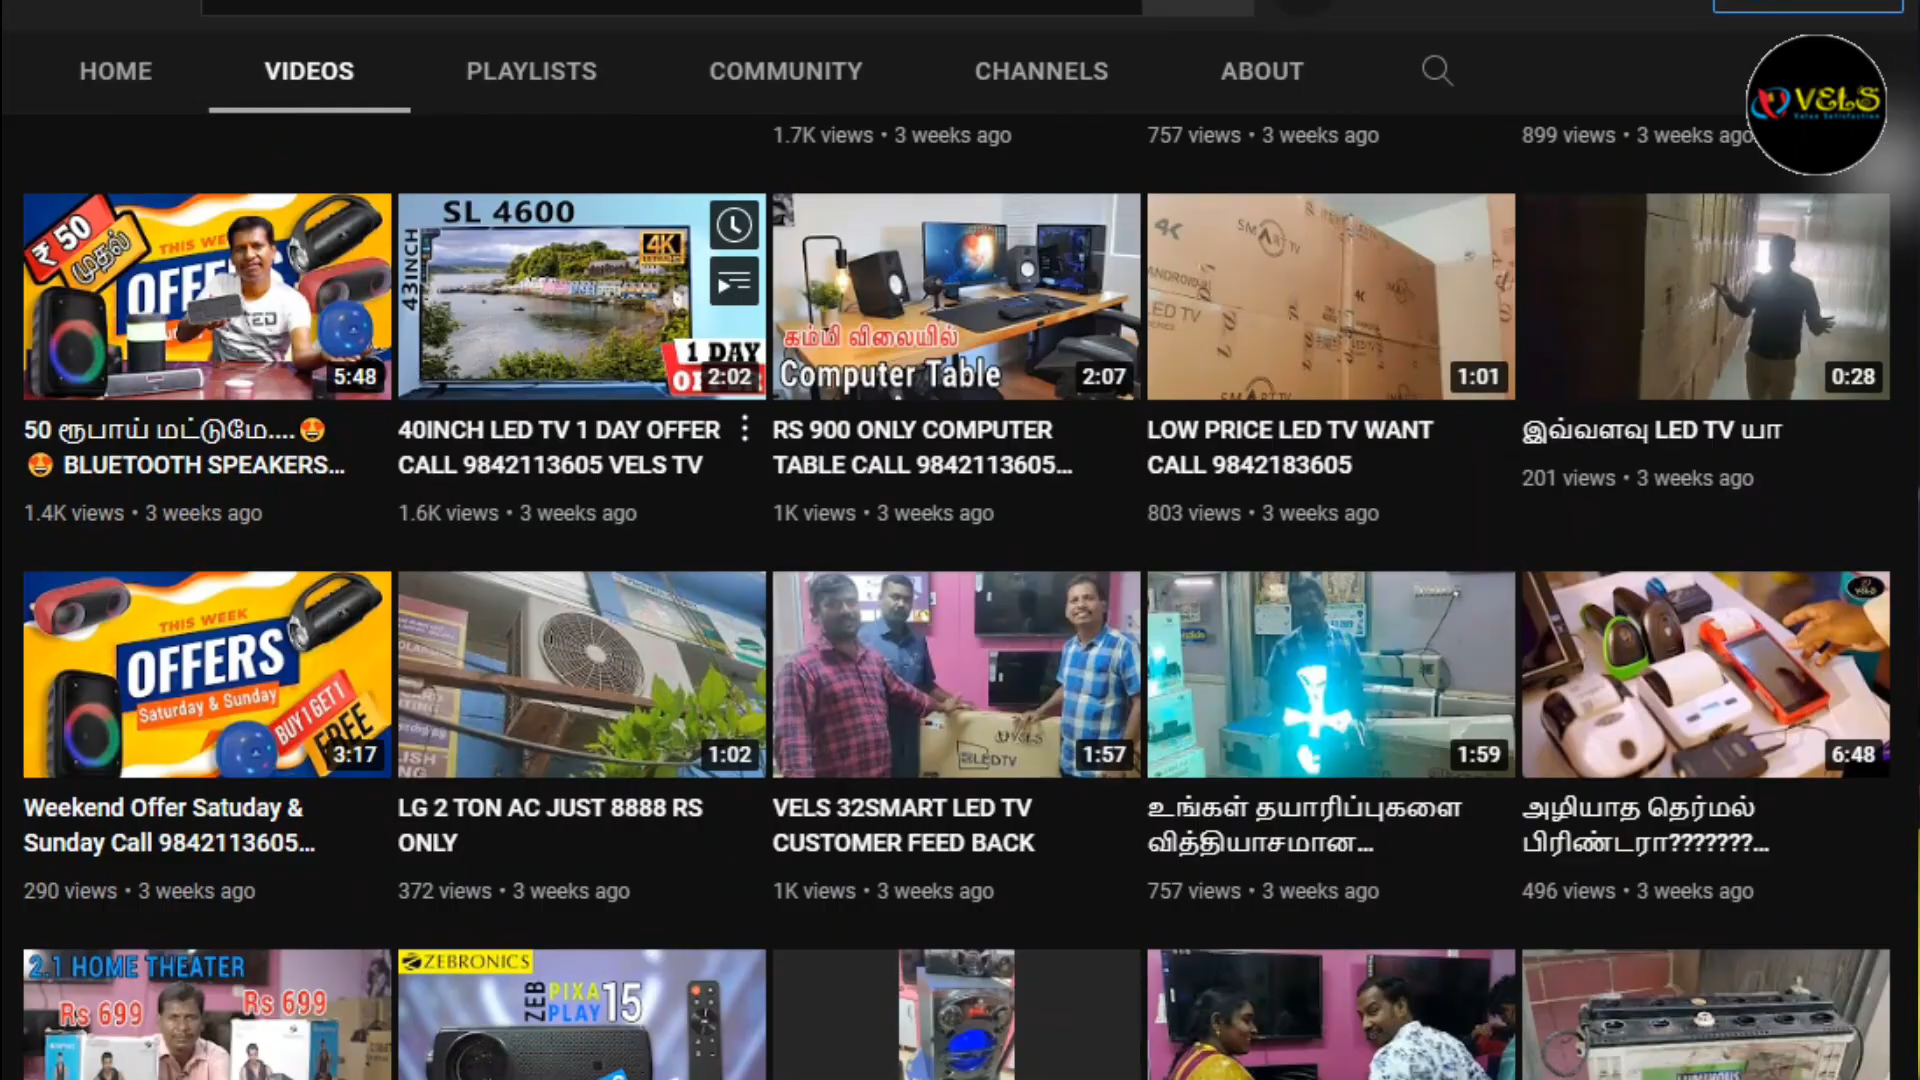 HOME
VIDEOS
PLAYLISTS
COMMUNITY
CHANNELS
ABOUT
VELS
Value Satisfaction
1.7K views • 3 weeks ago
757 views • 3 weeks ago
899 views • 3 weeks ago
₹ 50
முதல்
THIS WE
OFFE
5:48
SL 4600
43INCH
4K
1 DAY
2:02
கம்மி விலையில்
Computer Table
2:07
4K
SMART TV
LED TV
1:01
0:28
50 ரூபாய் மட்டுமே....🤩
🤩 BLUETOOTH SPEAKERS...
1.4K views • 3 weeks ago
40INCH LED TV 1 DAY OFFER
CALL 9842113605 VELS TV
1.6K views • 3 weeks ago
RS 900 ONLY COMPUTER
TABLE CALL 9842113605...
1K views • 3 weeks ago
LOW PRICE LED TV WANT
CALL 9842183605
803 views • 3 weeks ago
இவ்வளவு LED TV யா
201 views • 3 weeks ago
THIS WEEK
OFFERS
Saturday & Sunday
BUY 1 GET 1
FREE
3:17
1:02
VELS
LEDTV
1:57
1:59
6:48
Weekend Offer Satuday &
Sunday Call 9842113605...
290 views • 3 weeks ago
LG 2 TON AC JUST 8888 RS
ONLY
372 views • 3 weeks ago
VELS 32SMART LED TV
CUSTOMER FEED BACK
1K views • 3 weeks ago
உங்கள் தயாரிப்புகளை
வித்தியாசமான...
757 views • 3 weeks ago
அழியாத தெர்மல்
பிரிண்டரா???????...
496 views • 3 weeks ago
2.1 HOME THEATER
Rs 699
Rs 699
ZEBRONICS
ZEB
PIXA
PLAY
15